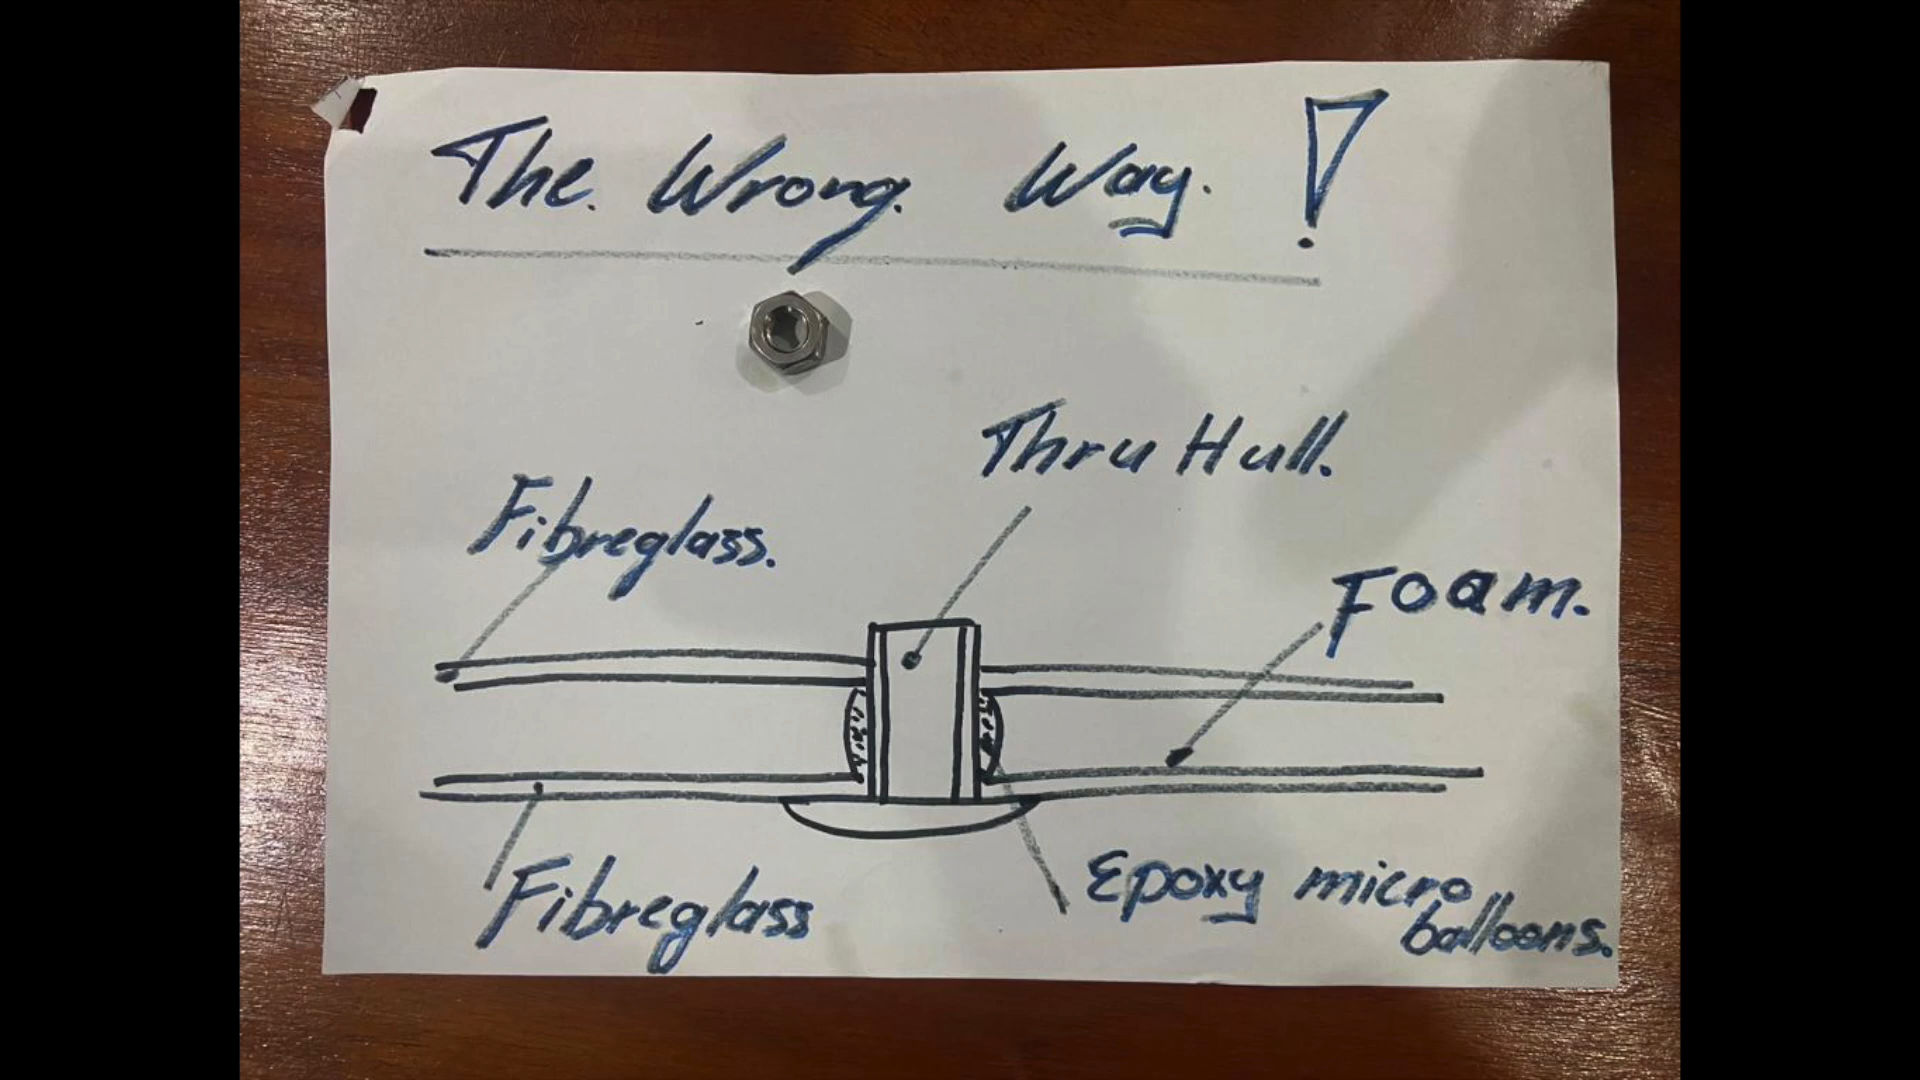 The. Wrong. Way. !
Thru Hull.
Fibreglass.
Foam.
Fibreglass
Epoxy micro
balloons.